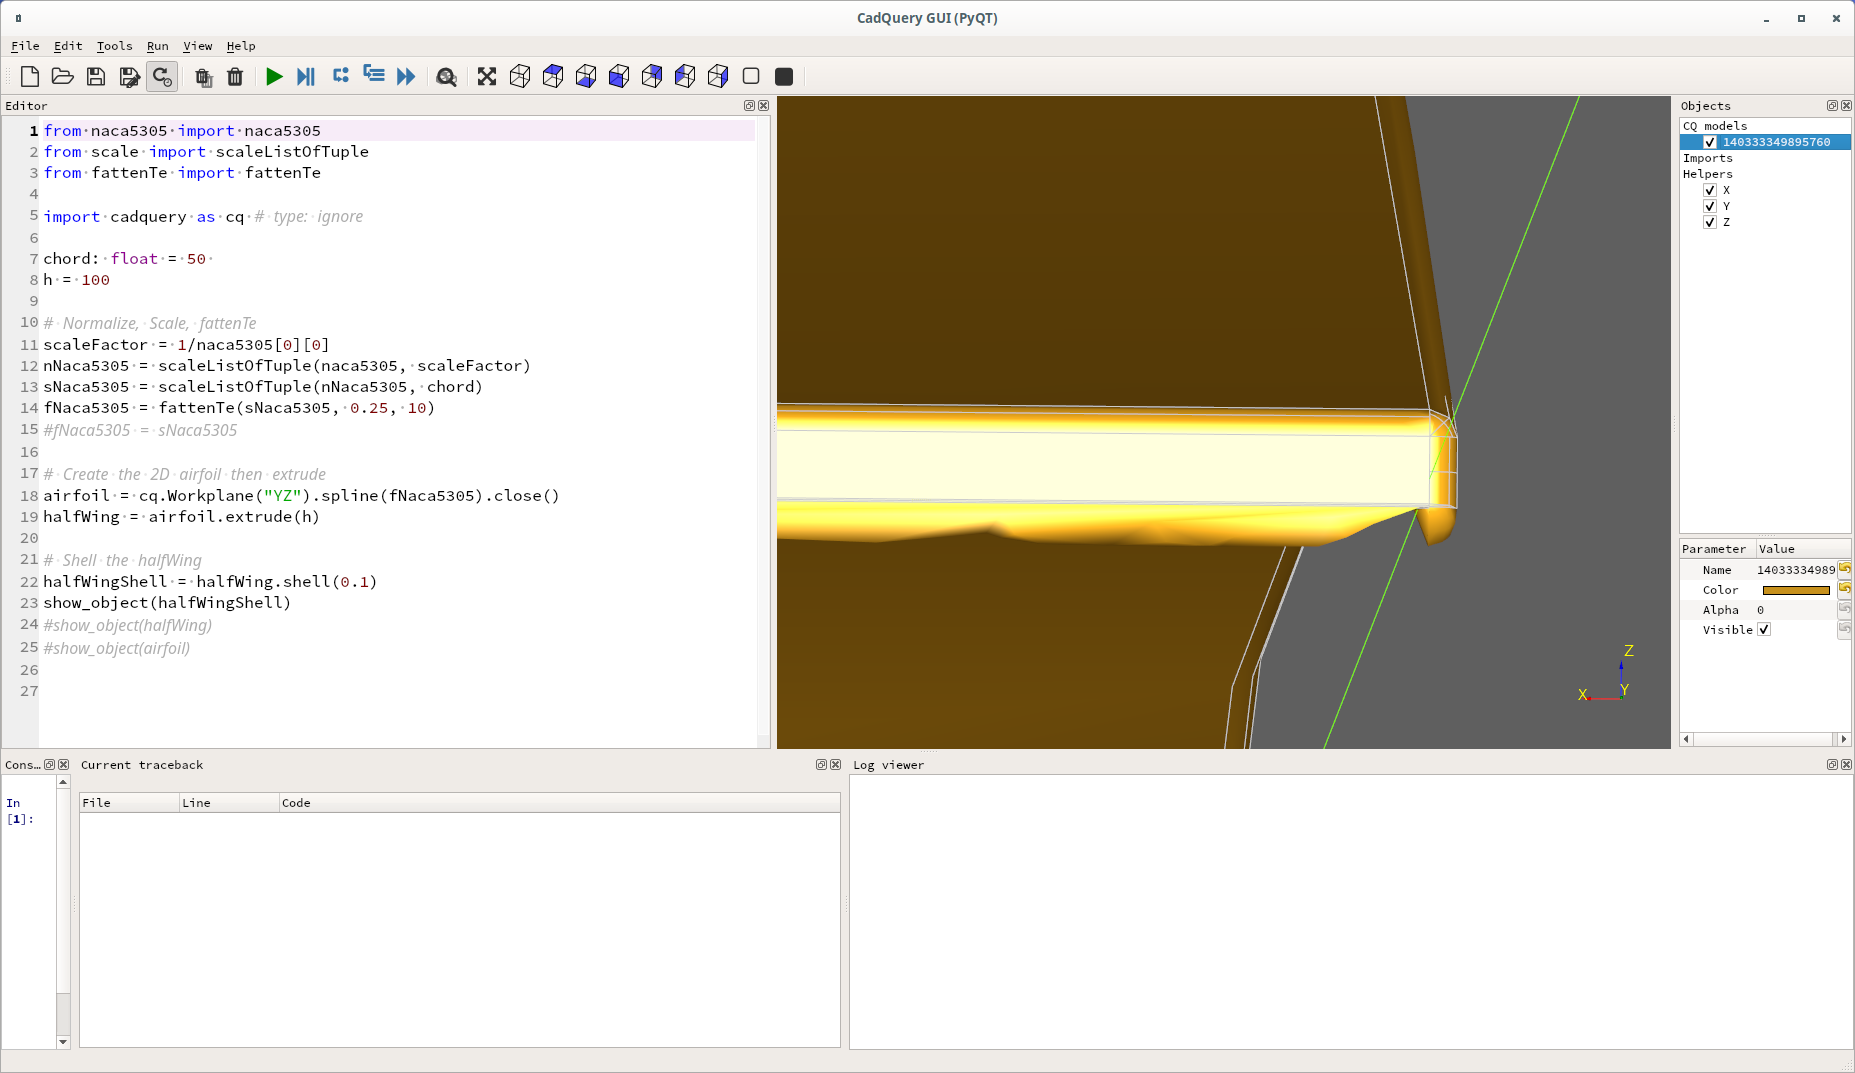 CadQuery GUI (PyQT)
File Edit Tools Run View Help
Editor
1 from naca5305 import naca5305
2 from scale import scaleListOfTuple
3 from fattenTe import fattenTe
4
5 import cadquery as cq # type: ignore
6
7 chord: float = 50
8 h = 100
9
10 # Normalize, Scale, fattenTe
11 scaleFactor = 1/naca5305[0][0]
12 nNaca5305 = scaleListOfTuple(naca5305, scaleFactor)
13 sNaca5305 = scaleListOfTuple(nNaca5305, chord)
14 fNaca5305 = fattenTe(sNaca5305, 0.25, 10)
15 #fNaca5305 = sNaca5305
16
17 # Create the 2D airfoil then extrude
18 airfoil = cq.Workplane("YZ").spline(fNaca5305).close()
19 halfWing = airfoil.extrude(h)
20
21 # Shell the halfWing
22 halfWingShell = halfWing.shell(0.1)
23 show_object(halfWingShell)
24 #show_object(halfWing)
25 #show_object(airfoil)
26
27
Z
X Y
Objects
CQ models
140333349895760
Imports
Helpers
X
Y
Z
Parameter Value
Name 14033334989
Color
Alpha 0
Visible
Cons...
In
[1]:
Current traceback
File Line Code
Log viewer